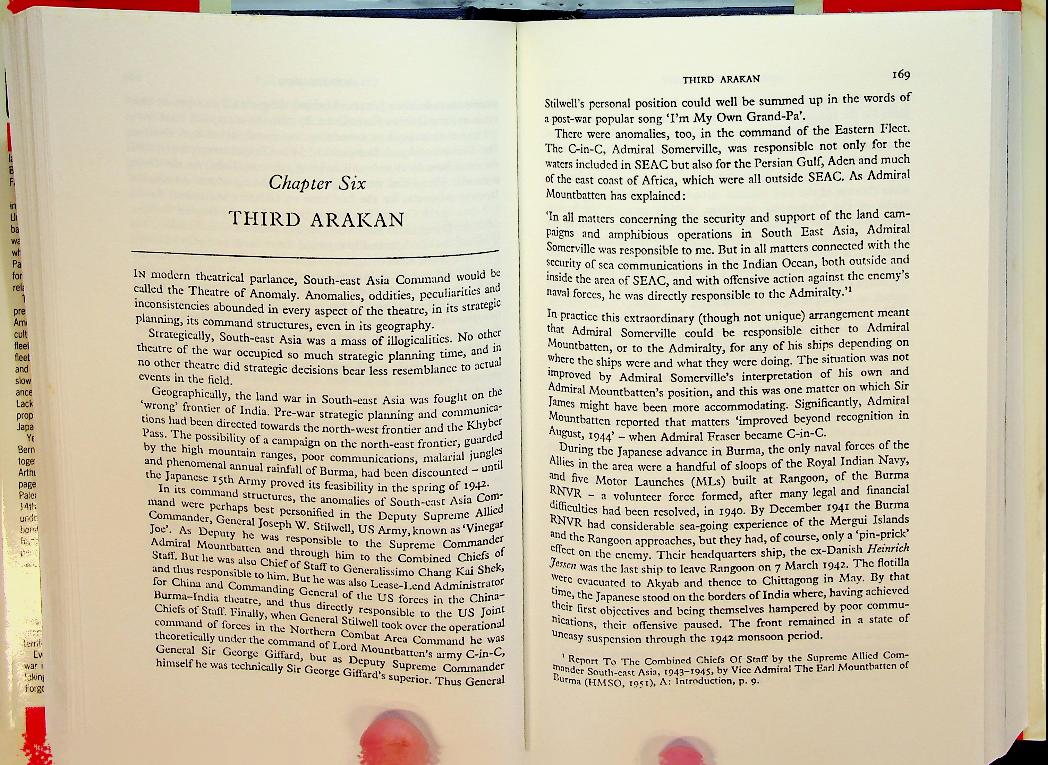 Chapter Six
THIRD ARAKAN
IN modern theatrical parlance, South-east Asia Command would be
called the Theatre of Anomaly. Anomalies, oddities, peculiarities and
inconsistencies abounded in every aspect of the theatre, in its strategic
planning, its command structures, even in its geography.
Strategically, South-east Asia was a mass of illogicalities. No other
theatre of the war occupied so much strategic planning time, and in
no other theatre did strategic decisions bear less resemblance to actual
events in the field.
Geographically, the land war in South-east Asia was fought on the
‘wrong’ frontier of India. Pre-war strategic planning and communica-
tions had been directed towards the north-west frontier and the Khyber
Pass. The possibility of a campaign on the north-east frontier, guarded
by the high mountain ranges, poor communications, malarial jungles
and phenomenal annual rainfall of Burma, had been discounted – until
the Japanese 15th Army proved its feasibility in the spring of 1942.
In its command structures, the anomalies of South-east Asia Com-
mand were perhaps best personified in the Deputy Supreme Allied
Commander, General Joseph W. Stilwell, US Army, known as ‘Vinegar
Joe’. As Deputy he was responsible to the Supreme Commander
Admiral Mountbatten and through him to the Combined Chiefs of
Staff. But he was also Chief of Staff to Generalissimo Chang Kai Shek,
and thus responsible to him. But he was also Lease-Lend Administrator
for China and Commanding General of the US forces in the China–
Burma–India theatre, and thus directly responsible to the US Joint
Chiefs of Staff. Finally, when General Stilwell took over the operational
command of forces in the Northern Combat Area Command he was
theoretically under the command of Lord Mountbatten's army C-in-C,
General Sir George Giffard, but as Deputy Supreme Commander
himself he was technically Sir George Giffard's superior. Thus General
THIRD ARAKAN 169
Stilwell's personal position could well be summed up in the words of
a post-war popular song ‘I'm My Own Grand-Pa’.
There were anomalies, too, in the command of the Eastern Fleet.
The C-in-C, Admiral Somerville, was responsible not only for the
waters included in SEAC but also for the Persian Gulf, Aden and much
of the east coast of Africa, which were all outside SEAC. As Admiral
Mountbatten has explained:
‘In all matters concerning the security and support of the land cam-
paigns and amphibious operations in South East Asia, Admiral
Somerville was responsible to me. But in all matters connected with the
security of sea communications in the Indian Ocean, both outside and
inside the area of SEAC, and with offensive action against the enemy's
naval forces, he was directly responsible to the Admiralty.’¹
In practice this extraordinary (though not unique) arrangement meant
that Admiral Somerville could be responsible either to Admiral
Mountbatten, or to the Admiralty, for any of his ships depending on
where the ships were and what they were doing. The situation was not
improved by Admiral Somerville's interpretation of his own and
Admiral Mountbatten's position, and this was one matter on which Sir
James might have been more accommodating. Significantly, Admiral
Mountbatten reported that matters ‘improved beyond recognition in
August, 1944’ – when Admiral Fraser became C-in-C.
During the Japanese advance in Burma, the only naval forces of the
Allies in the area were a handful of sloops of the Royal Indian Navy,
and five Motor Launches (MLs) built at Rangoon, of the Burma
RNVR – a volunteer force formed, after many legal and financial
difficulties had been resolved, in 1940. By December 1941 the Burma
RNVR had considerable sea-going experience of the Mergui Islands
and the Rangoon approaches, but they had, of course, only a ‘pin-prick’
effect on the enemy. Their headquarters ship, the ex-Danish Heinrich
Jessen was the last ship to leave Rangoon on 7 March 1942. The flotilla
were evacuated to Akyab and thence to Chittagong in May. By that
time, the Japanese stood on the borders of India where, having achieved
their first objectives and being themselves hampered by poor commu-
nications, their offensive paused. The front remained in a state of
uneasy suspension through the 1942 monsoon period.
¹ Report To The Combined Chiefs Of Staff by the Supreme Allied Com-
mander South-east Asia, 1943–1945, by Vice Admiral The Earl Mountbatten of
Burma (HMSO, 1951), A: Introduction, p. 9.